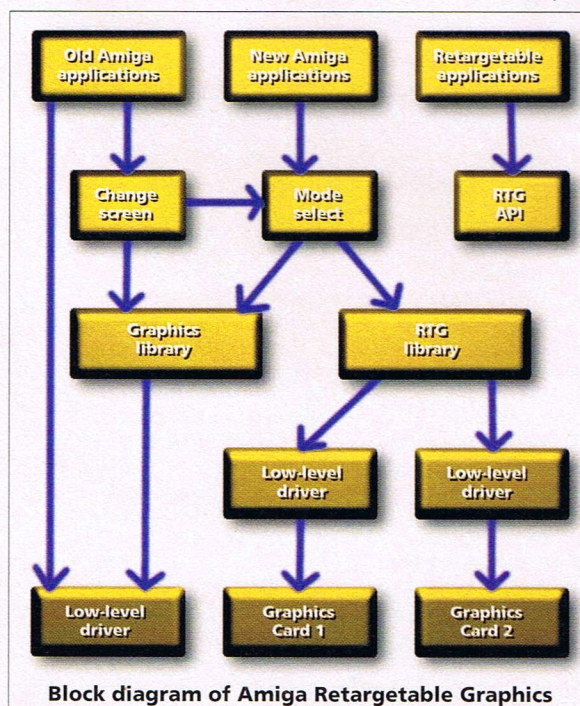 Old Amiga
applications
New Amiga
applications
Retargetable
applications
Change
screen
Mode
select
RTG
API
Graphics
library
RTG
library
Low-level
driver
Low-level
driver
Low-level
driver
Graphics
Card 1
Graphics
Card 2
Block diagram of Amiga Retargetable Graphics